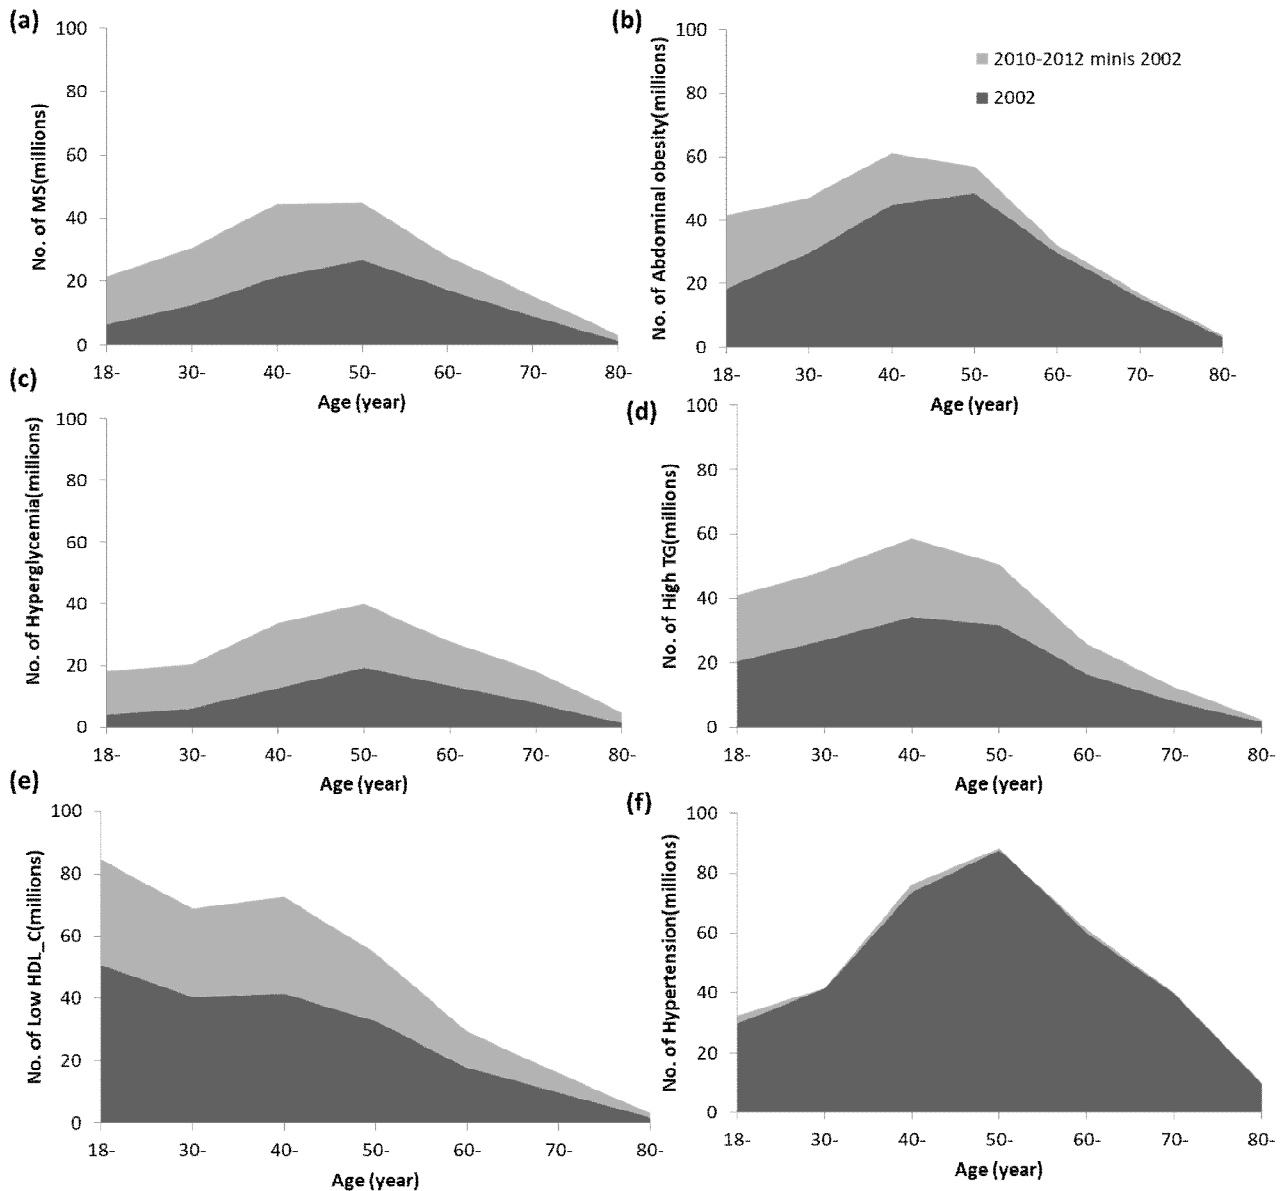 (a)
No. of MS(millions)
100
80
60
40
20
0
18- 30- 40- 50- 60- 70- 80-
Age (year)
(b)
No. of Abdominal obesity(millions)
100
80
60
40
20
0
2010-2012 minis 2002
2002
18- 30- 40- 50- 60- 70- 80-
Age (year)
(c)
No. of Hyperglycemia(millions)
100
80
60
40
20
0
18- 30- 40- 50- 60- 70- 80-
Age (year)
(d)
No. of High TG(millions)
100
80
60
40
20
0
18- 30- 40- 50- 60- 70- 80-
Age (year)
(e)
No. of Low HDL_C(millions)
100
80
60
40
20
0
18- 30- 40- 50- 60- 70- 80-
Age (year)
(f)
No. of Hypertension(millions)
100
80
60
40
20
0
18- 30- 40- 50- 60- 70- 80-
Age (year)